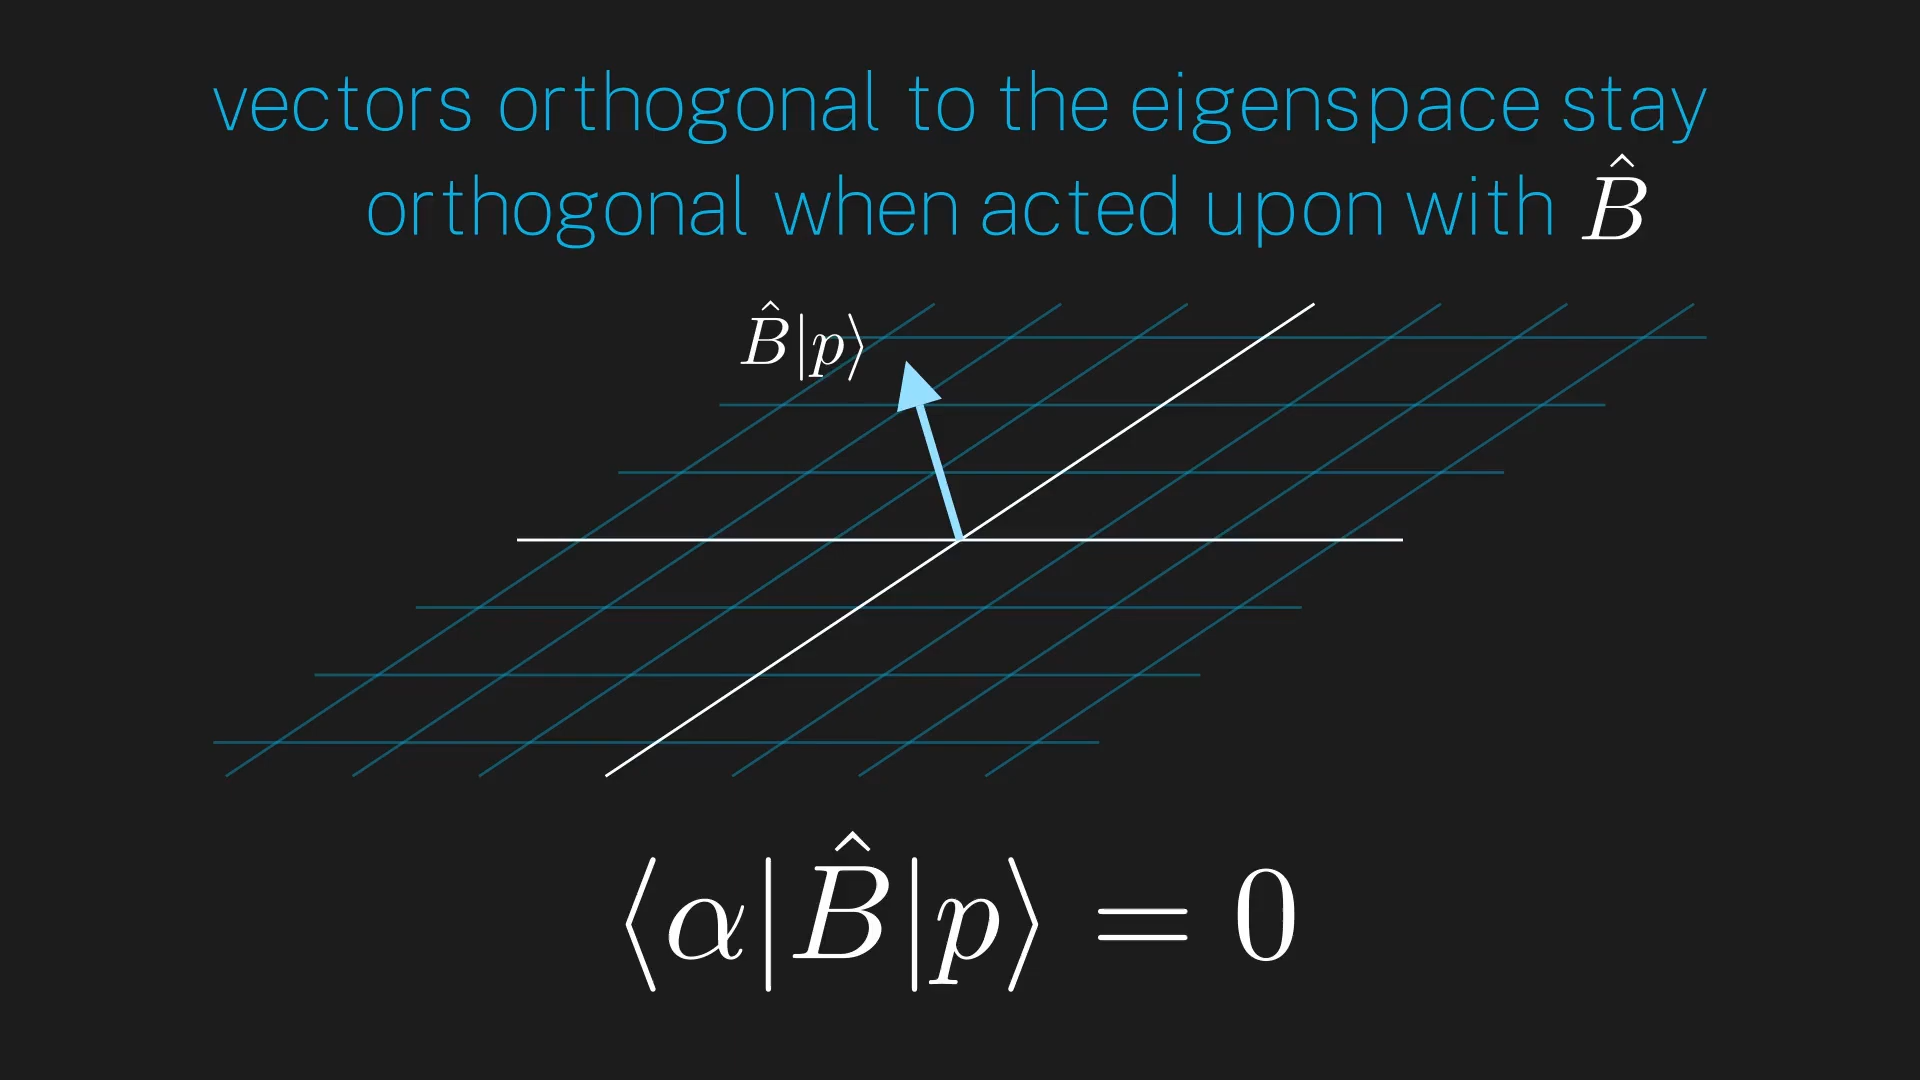 vectors orthogonal to the eigenspace stay
orthogonal when acted upon with B̂
B̂|p⟩
⟨α|B̂|p⟩ = 0